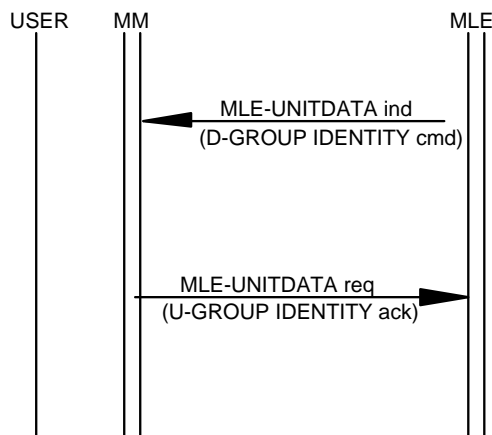 USER MM MLE
MLE-UNITDATA ind
(D-GROUP IDENTITY cmd)
MLE-UNITDATA req
(U-GROUP IDENTITY ack)